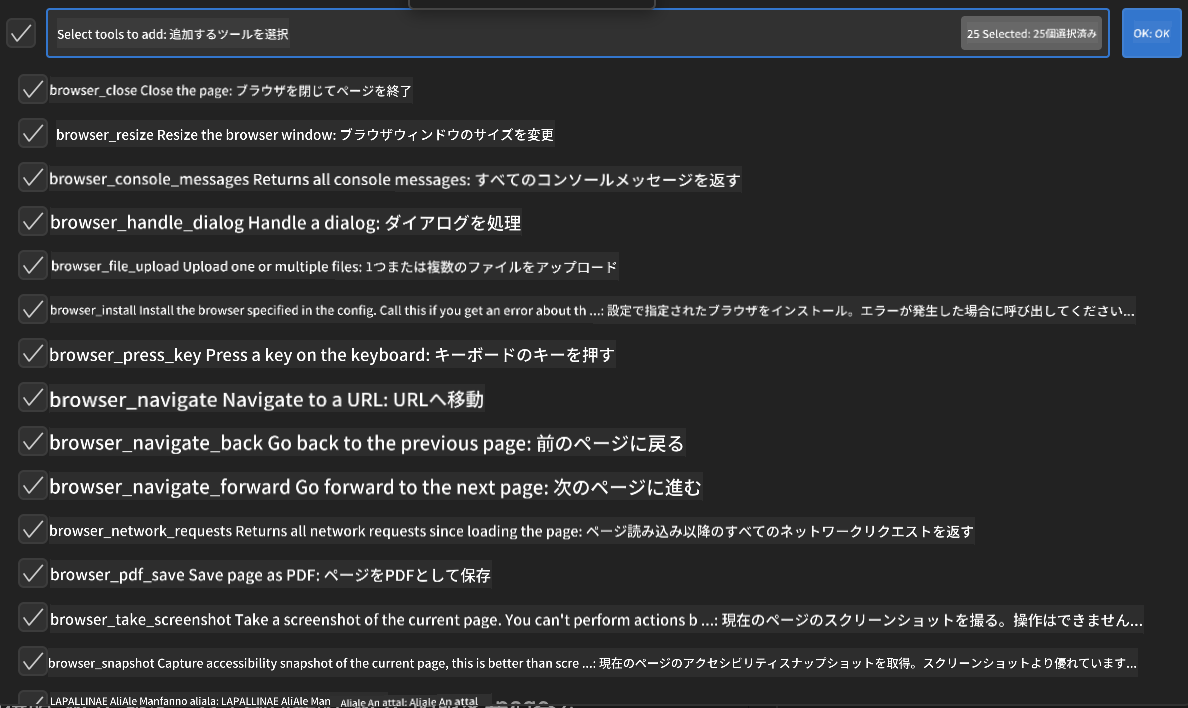 Select tools to add: 追加するツールを選択
25 Selected: 25個選択済み
OK: OK
browser_close Close the page: ブラウザを閉じてページを終了
browser_resize Resize the browser window: ブラウザウィンドウのサイズを変更
browser_console_messages Returns all console messages: すべてのコンソールメッセージを返す
browser_handle_dialog Handle a dialog: ダイアログを処理
browser_file_upload Upload one or multiple files: 1つまたは複数のファイルをアップロード
browser_install Install the browser specified in the config. Call this if you get an error about th ...: 設定で指定されたブラウザをインストール。エラーが発生した場合に呼び出してください...
browser_press_key Press a key on the keyboard: キーボードのキーを押す
browser_navigate Navigate to a URL: URLへ移動
browser_navigate_back Go back to the previous page: 前のページに戻る
browser_navigate_forward Go forward to the next page: 次のページに進む
browser_network_requests Returns all network requests since loading the page: ページ読み込み以降のすべてのネットワークリクエストを返す
browser_pdf_save Save page as PDF: ページをPDFとして保存
browser_take_screenshot Take a screenshot of the current page. You can't perform actions b ...: 現在のページのスクリーンショットを撮る。操作はできません...
browser_snapshot Capture accessibility snapshot of the current page, this is better than scre ...: 現在のページのアクセシビリティスナップショットを取得。スクリーンショットより優れています...
LAPALLINAE AliAle Manfanno aliala: LAPALLINAE AliAle Man Aliale An attal: Aliale An attal